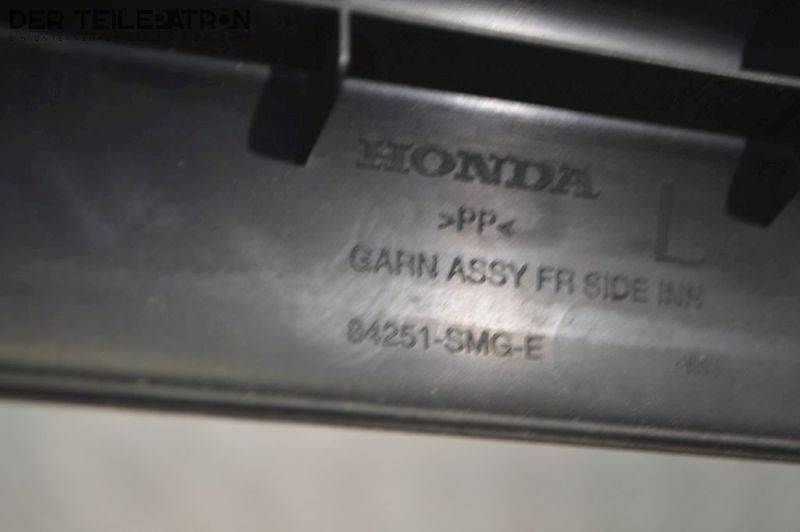 DER TEILEPATRON
HONDA
>PP<
L
GARN ASSY FR SIDE INN
84251-SMG-E